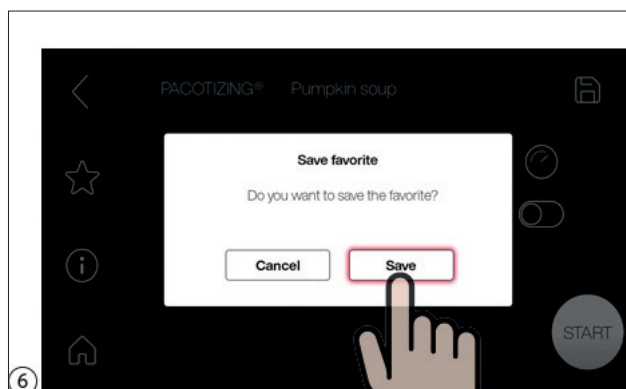 PACOTIZING® Pumpkin soup
Save favorite
Do you want to save the favorite?
Cancel Save
START
6